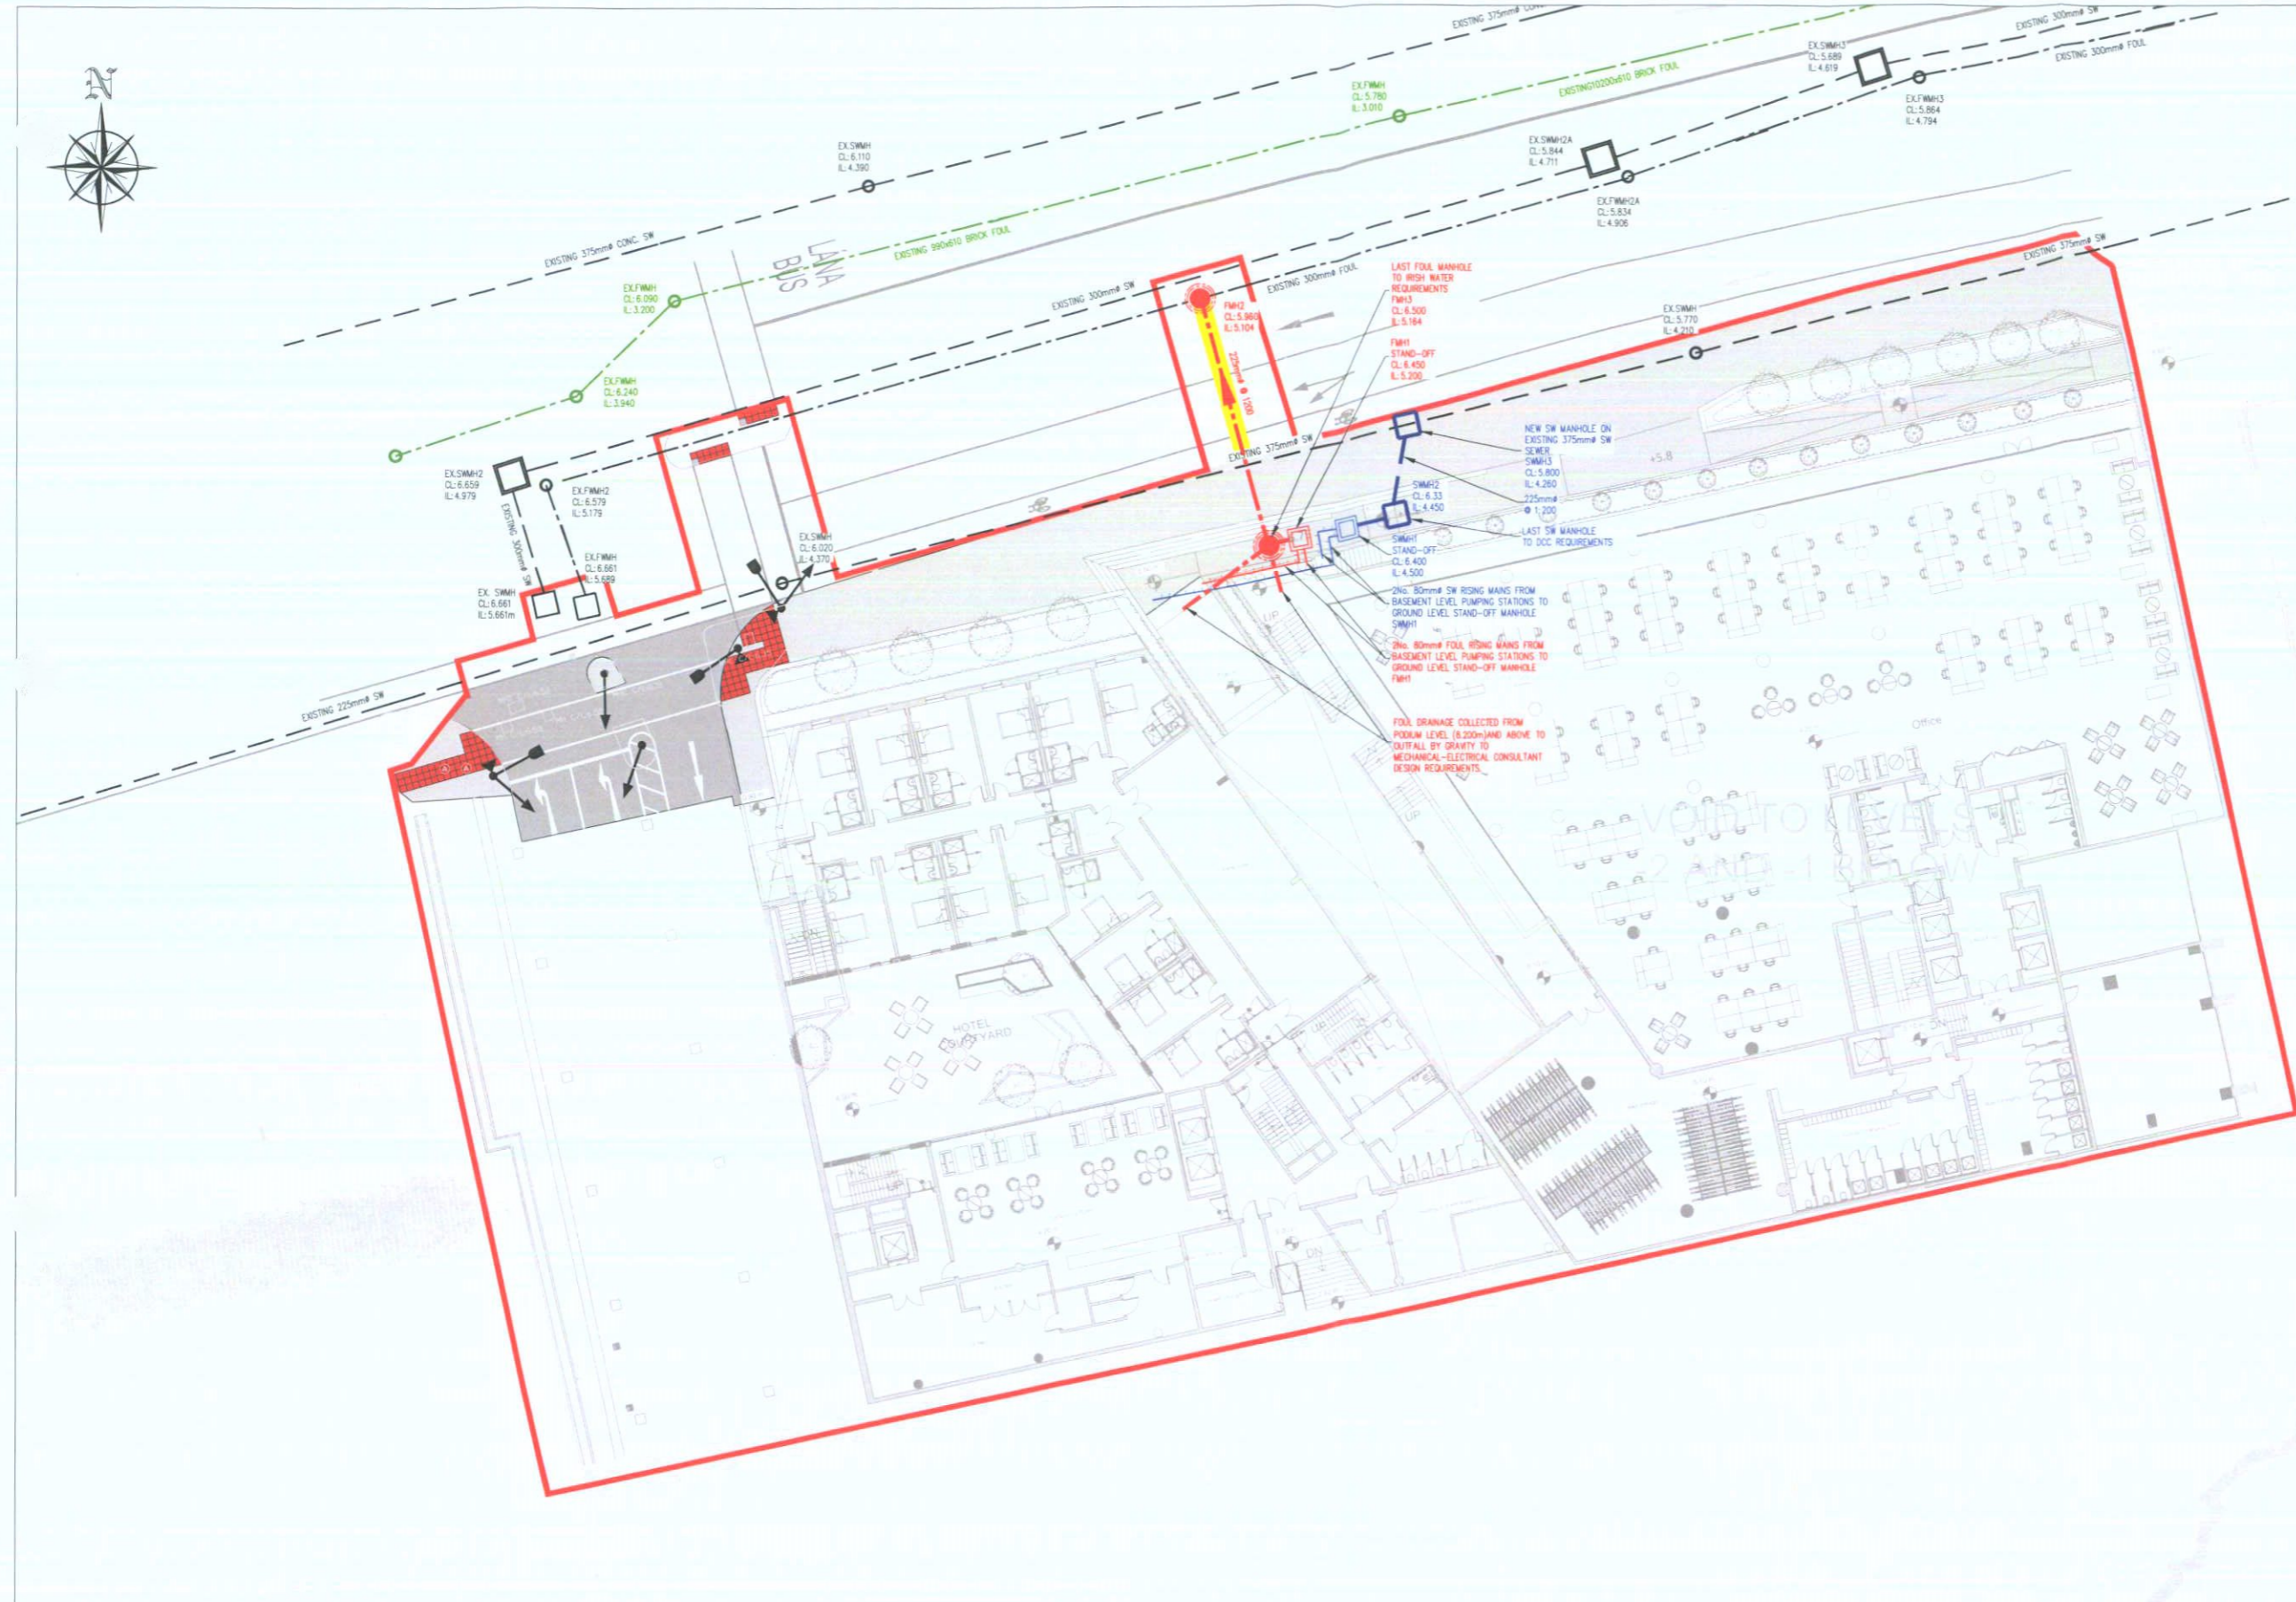 N
EXISTING 300mmø SW
EXISTING 300mmø FOUL
EX.SWMH3
CL: 5.689
IL: 4.619
EX.FWMH3
CL: 5.864
IL: 4.794
EX.FWMH
CL: 5.780
IL: 3.010
EXISTING10200x610 BRICK FOUL
EX.SWMH2A
CL: 5.844
IL: 4.711
EX.FWMH2A
CL: 5.834
IL: 4.906
EX.SWMH
CL: 6.110
IL: 4.390
EXISTING 375mmø CONC. SW
EXISTING 990x610 BRICK FOUL
LÁNA
BUS
EX.FWMH
CL: 6.090
IL: 3.200
EX.FWMH
CL: 6.240
IL: 3.940
EXISTING 300mmø SW
EXISTING 300mmø FOUL
FMH2
CL: 5.960
IL: 5.104
225mmø @ 1200
LAST FOUL MANHOLE
TO IRISH WATER
REQUIREMENTS
FMH3
CL: 6.500
IL: 5.164
FMH1
STAND-OFF
CL: 6.450
IL: 5.200
EX.SWMH
CL: 5.770
IL: 4.210
EXISTING 375mmø SW
EXISTING 375mmø SW
NEW SW MANHOLE ON
EXISTING 375mmø SW
SEWER
SWMH3
CL: 5.800
IL: 4.260
225mmø
@ 1:200
LAST SW MANHOLE
TO DCC REQUIREMENTS
SWMH2
CL: 6.33
IL: 4.450
SWMH1
STAND-OFF
CL: 6.400
IL: 4.500
2No. 80mmø SW RISING MAINS FROM
BASEMENT LEVEL PUMPING STATIONS TO
GROUND LEVEL STAND-OFF MANHOLE
SWMH1
2No. 80mmø FOUL RISING MAINS FROM
BASEMENT LEVEL PUMPING STATIONS TO
GROUND LEVEL STAND-OFF MANHOLE
FMH1
FOUL DRAINAGE COLLECTED FROM
PODIUM LEVEL (8.200m)AND ABOVE TO
OUTFALL BY GRAVITY TO
MECHANICAL-ELECTRICAL CONSULTANT
DESIGN REQUIREMENTS.
EX.SWMH2
CL: 6.659
IL: 4.979
EX.FWMH2
CL: 6.579
IL: 5.179
EXISTING 300mmø SW
EX.FWMH
CL: 6.661
IL: 5.689
EX. SWMH
CL: 6.661
IL: 5.661m
EX.SWMH
CL: 6.020
IL: 4.370
EXISTING 225mmø SW
+5.8
UP
UP
Office
VOID TO LEVELS
-2 AND -1 BELOW
HOTEL
COURTYARD
UP
DN